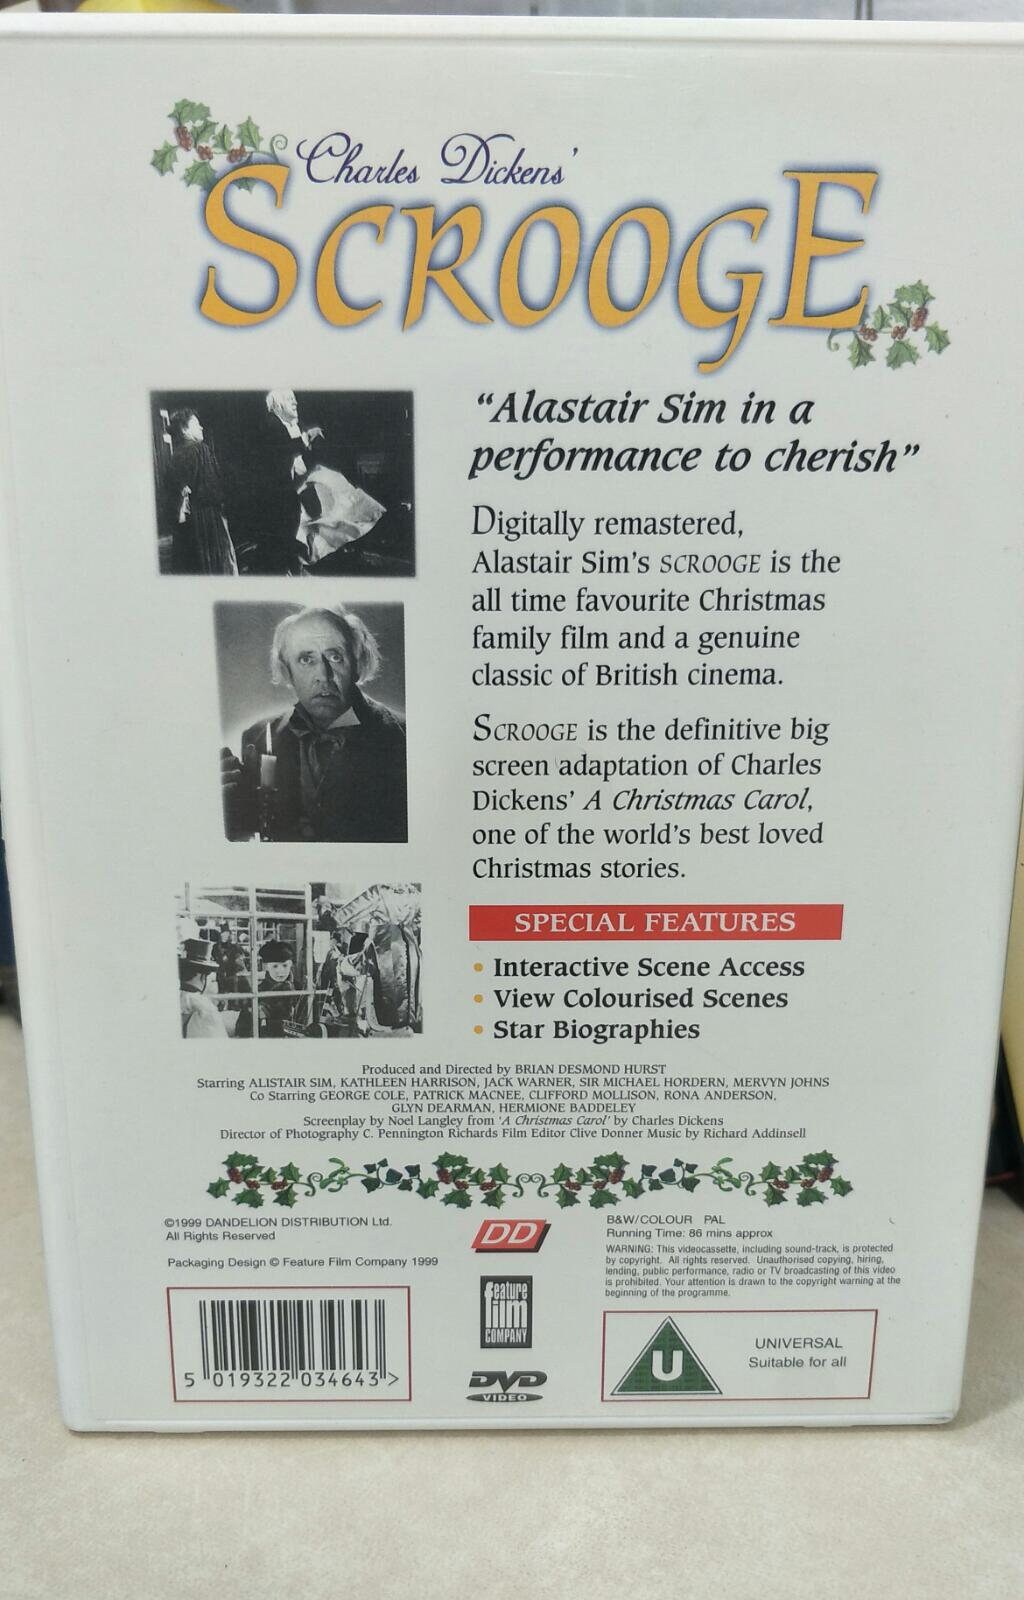 Charles Dickens'
SCROOGE
“Alastair Sim in a
performance to cherish”
Digitally remastered,
Alastair Sim's SCROOGE is the
all time favourite Christmas
family film and a genuine
classic of British cinema.
SCROOGE is the definitive big
screen adaptation of Charles
Dickens' A Christmas Carol,
one of the world's best loved
Christmas stories.
SPECIAL FEATURES
• Interactive Scene Access
• View Colourised Scenes
• Star Biographies
Produced and Directed by BRIAN DESMOND HURST
Starring ALISTAIR SIM, KATHLEEN HARRISON, JACK WARNER, SIR MICHAEL HORDERN, MERVYN JOHNS
Co Starring GEORGE COLE, PATRICK MACNEE, CLIFFORD MOLLISON, RONA ANDERSON,
GLYN DEARMAN, HERMIONE BADDELEY
Screenplay by Noel Langley from 'A Christmas Carol' by Charles Dickens
Director of Photography C. Pennington Richards Film Editor Clive Donner Music by Richard Addinsell
©1999 DANDELION DISTRIBUTION Ltd.
All Rights Reserved
Packaging Design © Feature Film Company 1999
5 019322 034643 >
DD
feature
film
COMPANY
DVD
VIDEO
B&W/COLOUR PAL
Running Time: 86 mins approx
WARNING: This videocassette, including sound-track, is protected
by copyright. All rights reserved. Unauthorised copying, hiring,
lending, public performance, radio or TV broadcasting of this video
is prohibited. Your attention is drawn to the copyright warning at the
beginning of the programme.
U
UNIVERSAL
Suitable for all